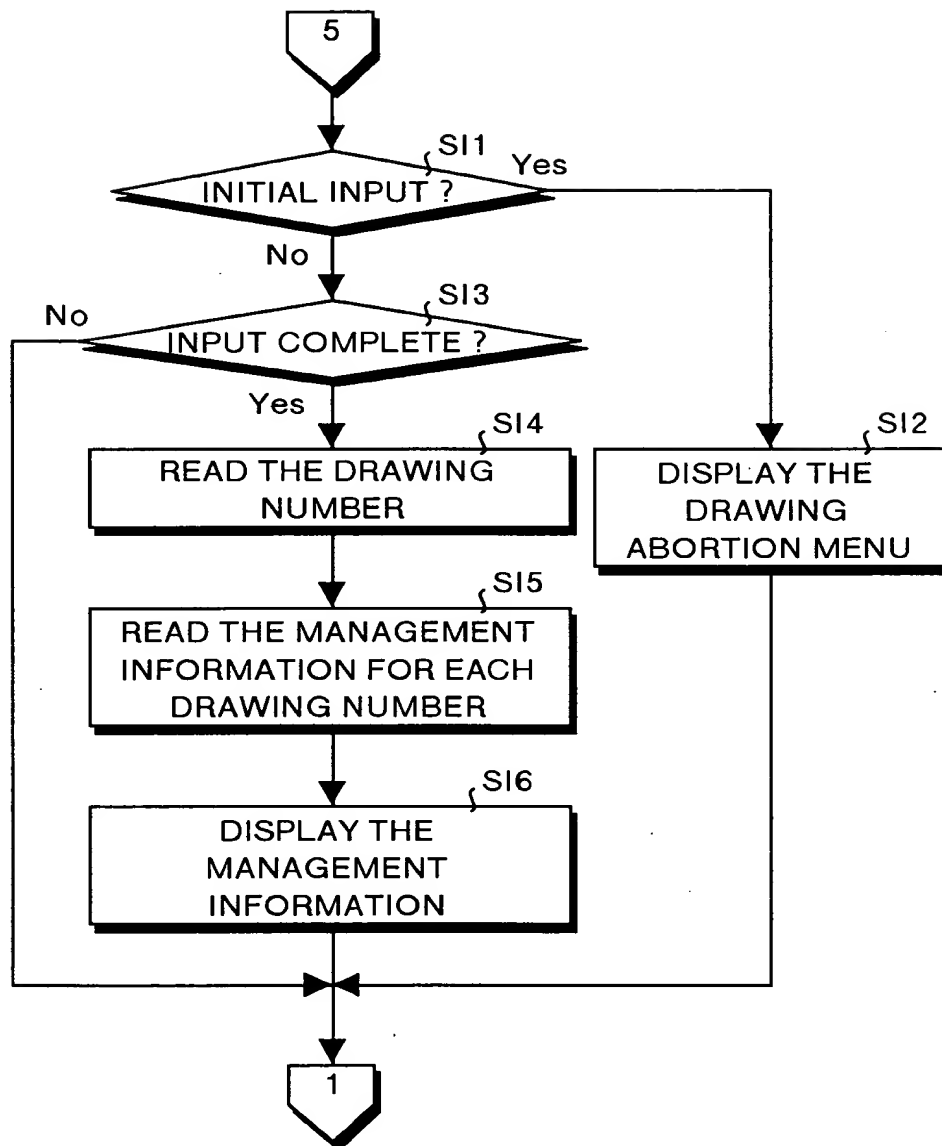 5
SI1
Yes
INITIAL INPUT ?
No
SI3
No
INPUT COMPLETE ?
Yes
SI4
READ THE DRAWING
NUMBER
SI2
DISPLAY THE
DRAWING
ABORTION MENU
SI5
READ THE MANAGEMENT
INFORMATION FOR EACH
DRAWING NUMBER
SI6
DISPLAY THE
MANAGEMENT
INFORMATION
1